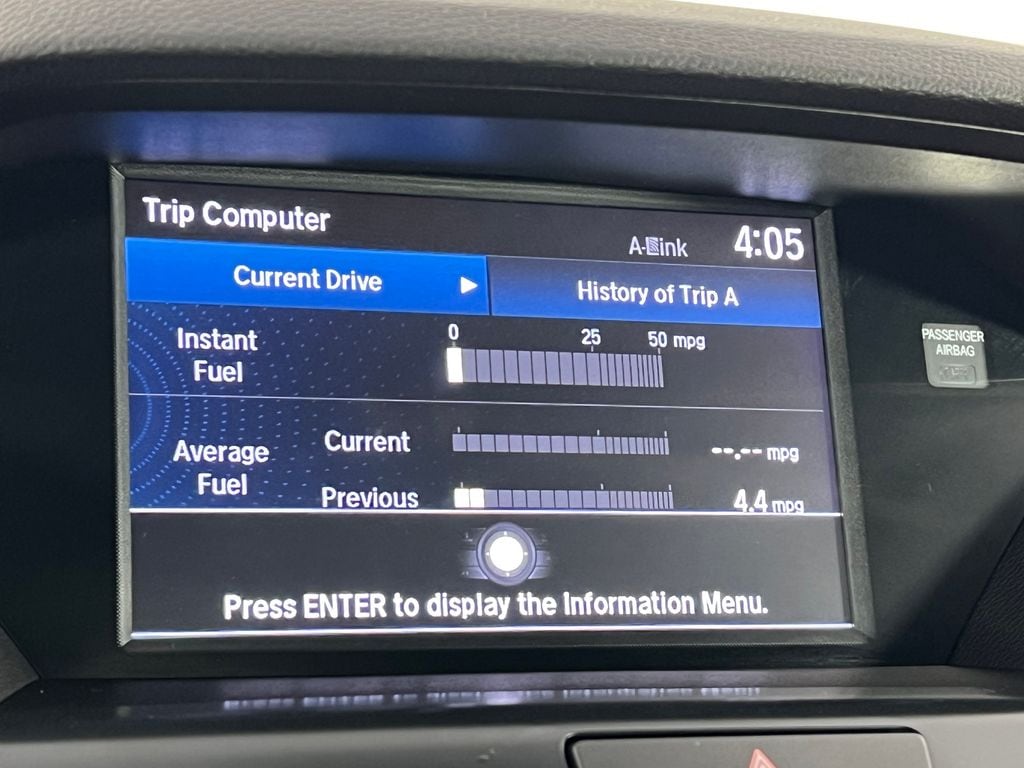 Trip Computer
A-Link
4:05
Current Drive
History of Trip A
Instant
Fuel
0 25 50 mpg
Average
Fuel
Current
--.-- mpg
Previous
4.4 mpg
Press ENTER to display the Information Menu.
PASSENGER
AIRBAG